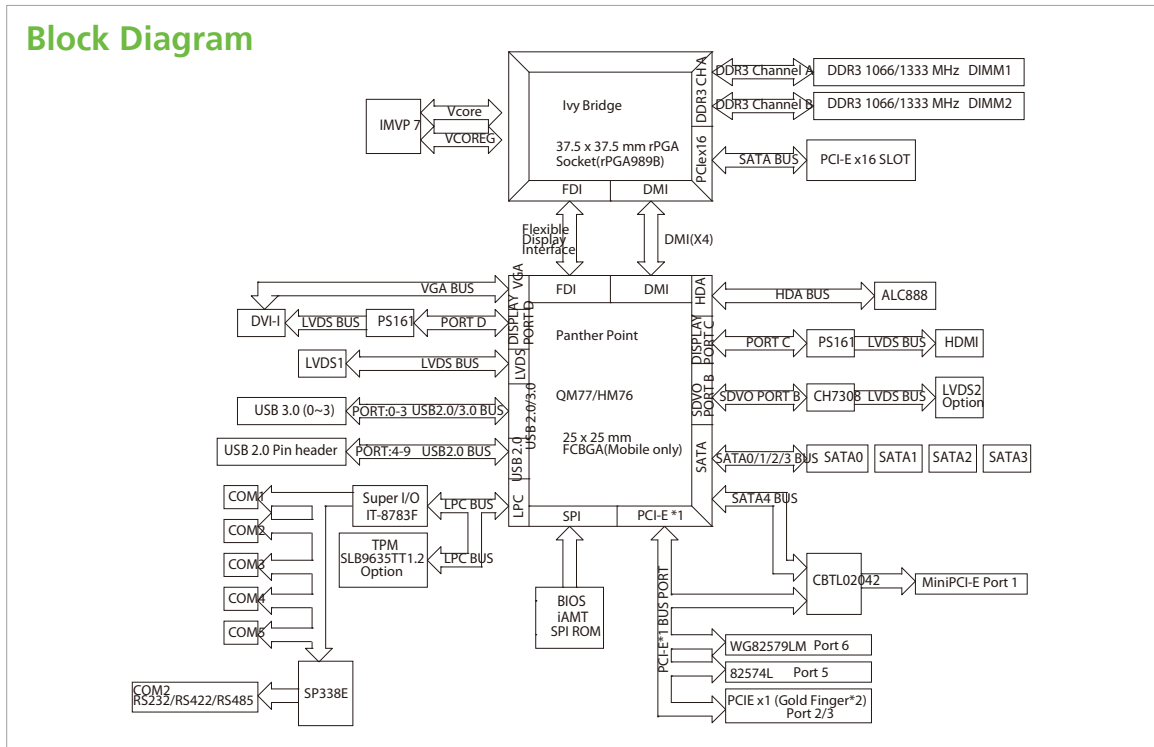 Block Diagram
IMVP 7
Vcore
VCOREG
Ivy Bridge
37.5 x 37.5 mm rPGA
Socket(rPGA989B)
DDR3 CH A
PCIex16
FDI
DMI
DDR3 Channel A
DDR3 1066/1333 MHz DIMM1
DDR3 Channel B
DDR3 1066/1333 MHz DIMM2
SATA BUS
PCI-E x16 SLOT
Flexible
Display
Interface
DMI(X4)
FDI
DMI
VGA
DISPLAY
PORT D
LVDS
USB 2.0/3.0
USB 2.0
LPC
SPI
PCI-E *1
HDA
DISPLAY
PORT C
SDVO
PORT B
SATA
Panther Point
QM77/HM76
25 x 25 mm
FCBGA(Mobile only)
VGA BUS
DVI-I
LVDS BUS
PS161
PORT D
LVDS1
LVDS BUS
USB 3.0 (0~3)
PORT:0-3 USB2.0/3.0 BUS
USB 2.0 Pin header
PORT:4-9 USB2.0 BUS
COM1
COM2
COM3
COM4
COM5
Super I/O
IT-8783F
LPC BUS
TPM
SLB9635TT1.2
Option
LPC BUS
SP338E
COM2
RS232/RS422/RS485
BIOS
iAMT
SPI ROM
HDA BUS
ALC888
PORT C
PS161
LVDS BUS
HDMI
SDVO PORT B
CH7308
LVDS BUS
LVDS2
Option
SATA0/1/2/3 BUS
SATA0
SATA1
SATA2
SATA3
SATA4 BUS
CBTL02042
MiniPCI-E Port 1
PCI-E*1 BUS PORT
WG82579LM Port 6
82574L Port 5
PCIE x1 (Gold Finger*2)
Port 2/3